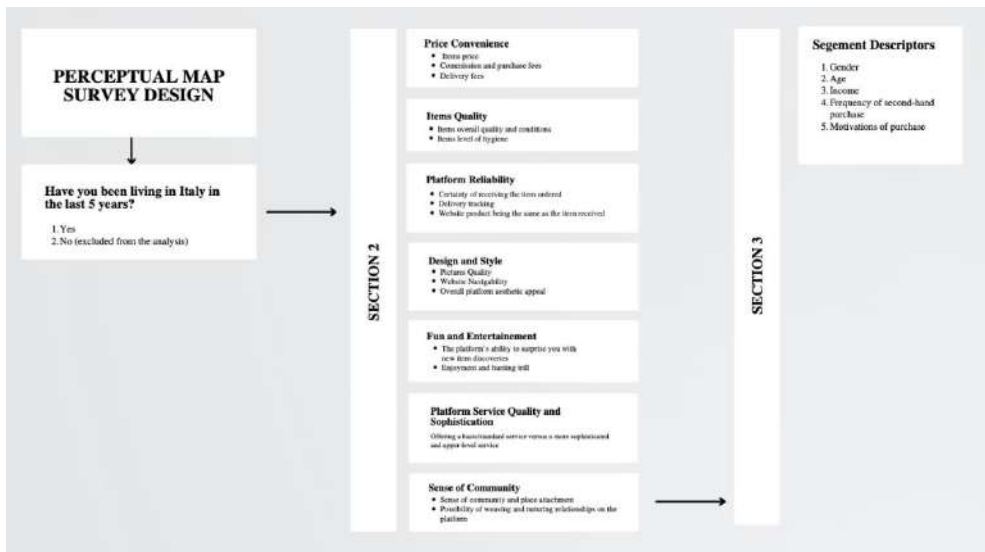 PERCEPTUAL MAP
SURVEY DESIGN
Have you been living in Italy in
the last 5 years?
1. Yes
2. No (excluded from the analysis)
SECTION 2
Price Convenience
• Items price
• Commission and purchase fees
• Delivery fees
Items Quality
• Items overall quality and conditions
• Items level of hygiene
Platform Reliability
• Certainty of receiving the item ordered
• Delivery tracking
• Website product being the same as the item received
Design and Style
• Pictures Quality
• Website Navigability
• Overall platform aesthetic appeal
Fun and Entertainement
• The platform's ability to surprise you with
new item discoveries
• Enjoyment and hunting trill
Platform Service Quality and
Sophistication
Offering a basic/standard service versus a more sophisticated
and upper level service
Sense of Community
• Sense of community and place attachment
• Possibility of weaving and nurturing relationships on the
platform
SECTION 3
Segement Descriptors
1. Gender
2. Age
3. Income
4. Frequency of second-hand
purchase
5. Motivations of purchase